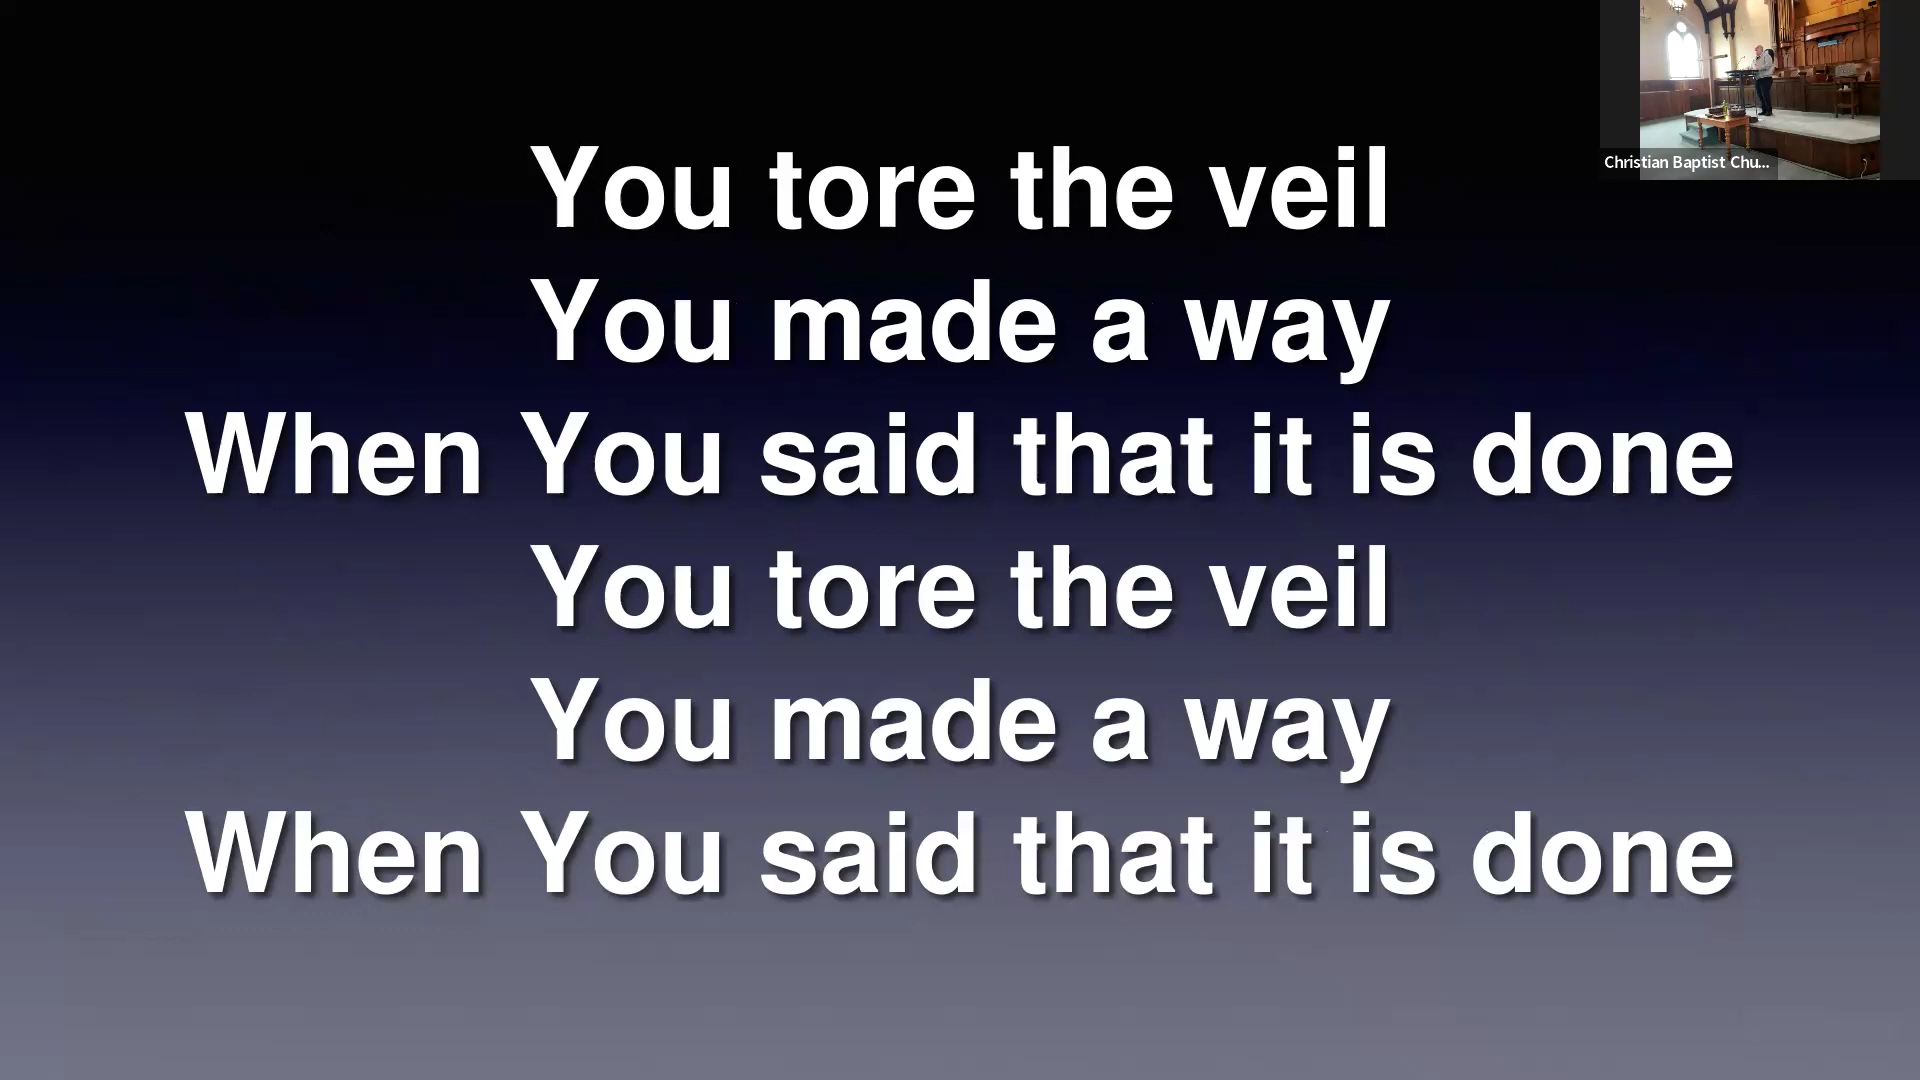 You tore the veil
You made a way
When You said that it is done
You tore the veil
You made a way
When You said that it is done
Christian Baptist Chu...